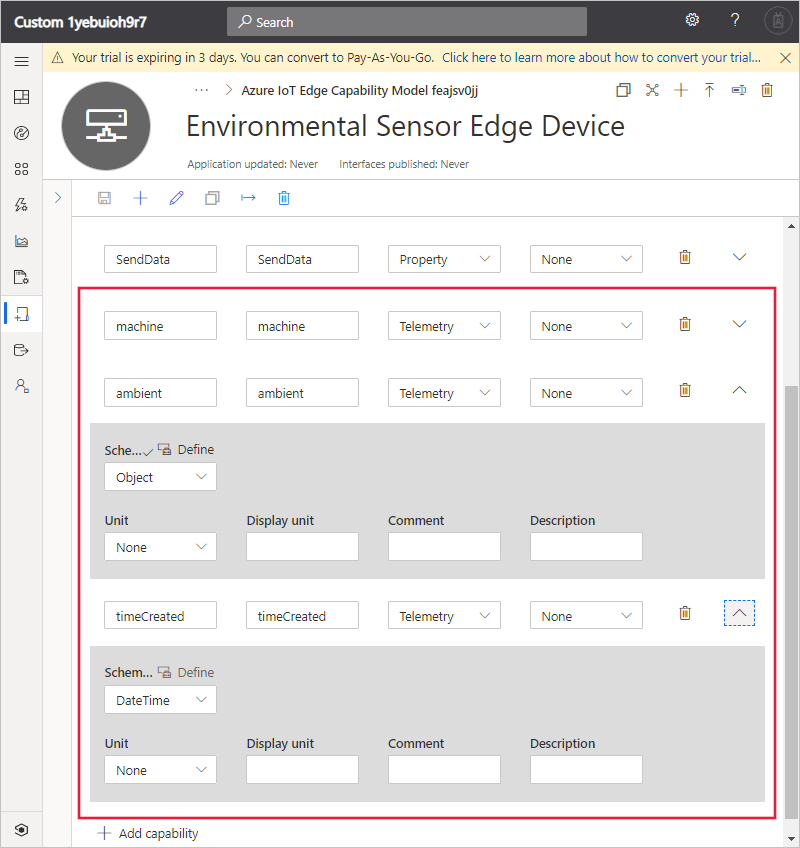 Custom 1yebuioh9r7
Search
?
Your trial is expiring in 3 days. You can convert to Pay-As-You-Go. Click here to learn more about how to convert your trial...
··· > Azure IoT Edge Capability Model feajsv0jj
Environmental Sensor Edge Device
Application updated: Never Interfaces published: Never
SendData SendData Property None
machine machine Telemetry None
ambient ambient Telemetry None
Sche... Define
Object
Unit Display unit Comment Description
None
timeCreated timeCreated Telemetry None
Schem... Define
DateTime
Unit Display unit Comment Description
None
+ Add capability